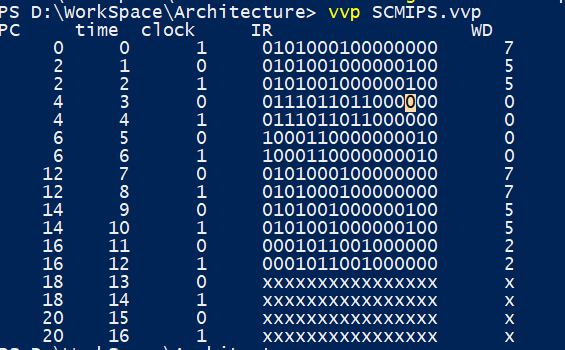 PS D:\WorkSpace\Architecture> vvp SCMIPS.vvp
PC time clock IR WD
0 0 1 0101000100000000 7
2 1 0 0101001000000100 5
2 2 1 0101001000000100 5
4 3 0 0111011011000000 0
4 4 1 0111011011000000 0
6 5 0 1000110000000010 0
6 6 1 1000110000000010 0
12 7 0 0101000100000000 7
12 8 1 0101000100000000 7
14 9 0 0101001000000100 5
14 10 1 0101001000000100 5
16 11 0 0001011001000000 2
16 12 1 0001011001000000 2
18 13 0 xxxxxxxxxxxxxxxx x
18 14 1 xxxxxxxxxxxxxxxx x
20 15 0 xxxxxxxxxxxxxxxx x
20 16 1 xxxxxxxxxxxxxxxx x